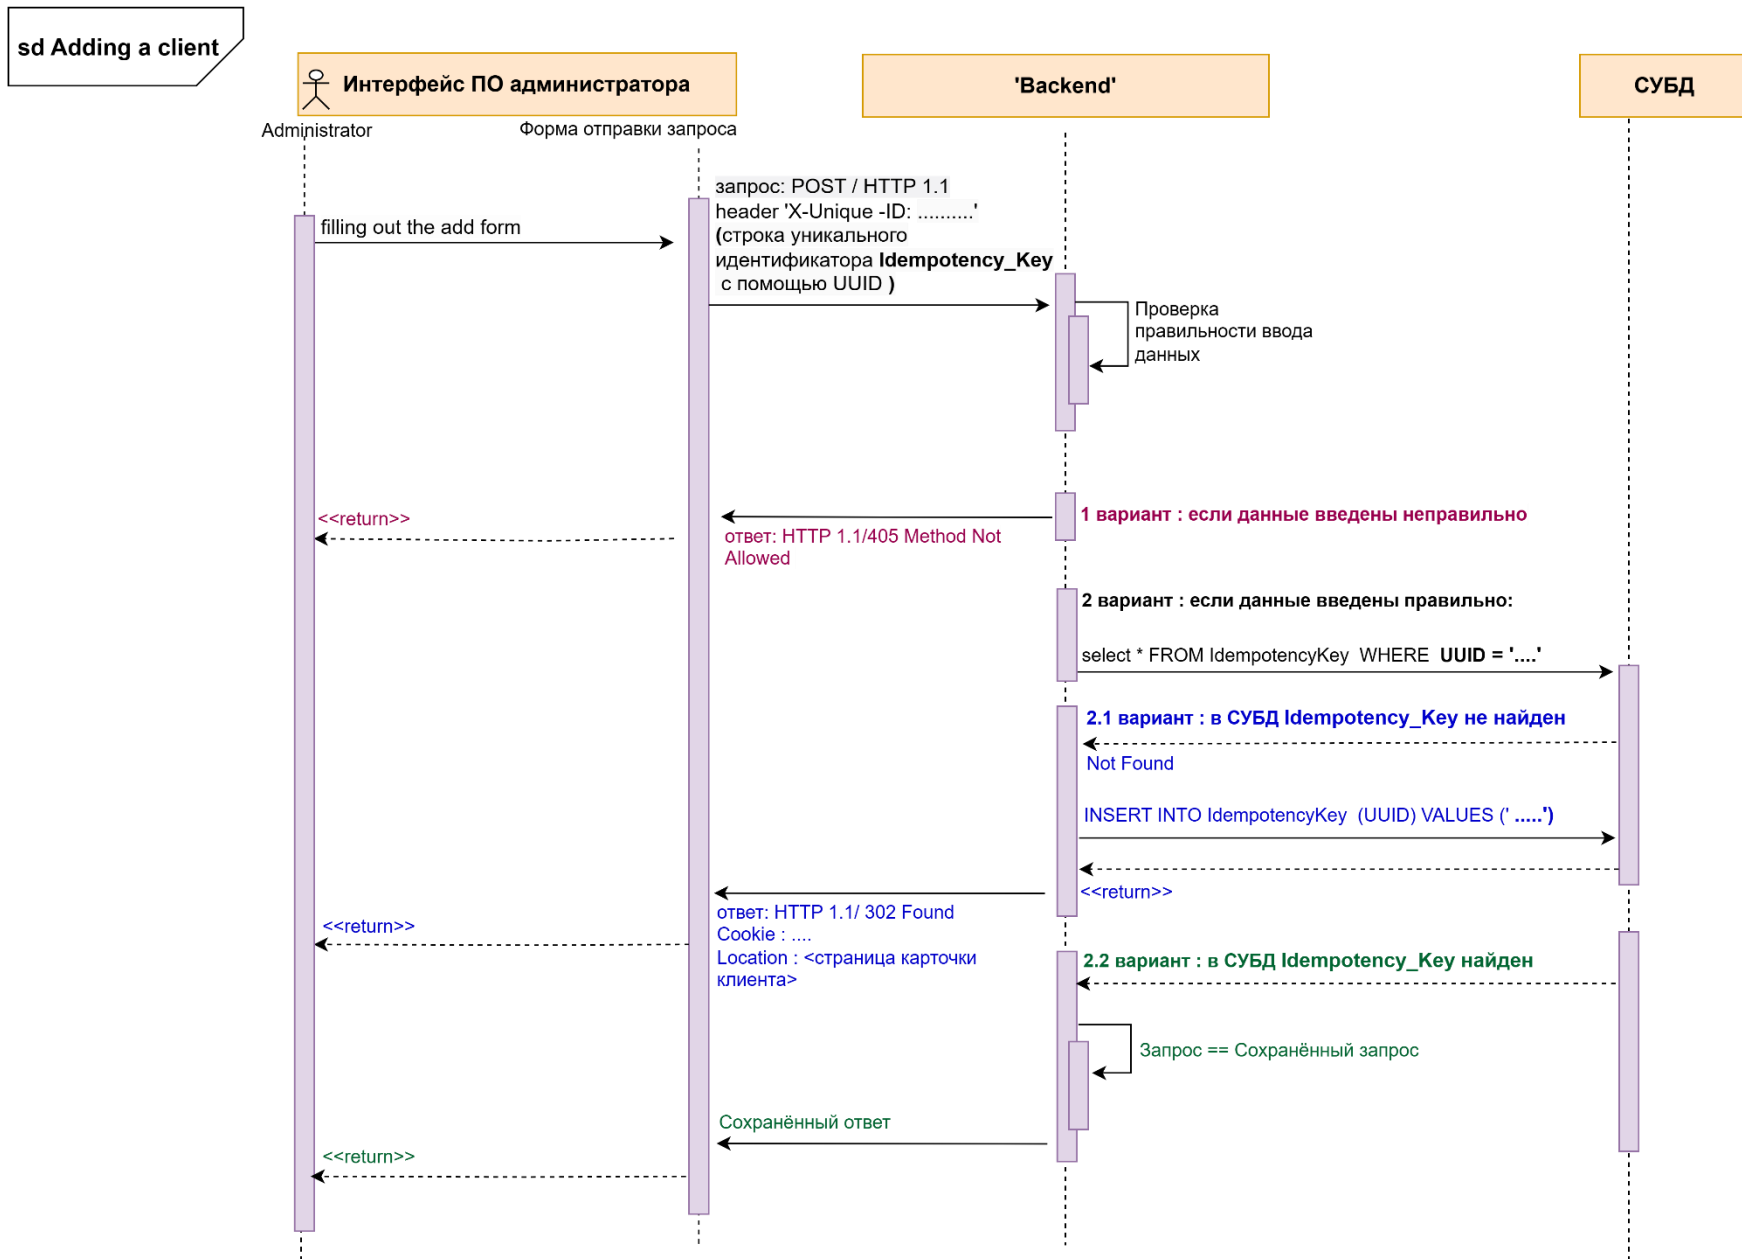 sd Adding a client
Интерфейс ПО администратора
'Backend'
СУБД
Administrator
Форма отправки запроса
запрос: POST / HTTP 1.1
header 'X-Unique -ID: ..........'
(строка уникального
идентификатора Idempotency_Key
с помощью UUID )
filling out the add form
Проверка
правильности ввода
данных
<<return>>
1 вариант : если данные введены неправильно
ответ: HTTP 1.1/405 Method Not
Allowed
2 вариант : если данные введены правильно:
select * FROM IdempotencyKey WHERE UUID = '....'
2.1 вариант : в СУБД Idempotency_Key не найден
Not Found
INSERT INTO IdempotencyKey (UUID) VALUES (' .....')
<<return>>
ответ: HTTP 1.1/ 302 Found
Cookie : ....
Location : <страница карточки
клиента>
<<return>>
2.2 вариант : в СУБД Idempotency_Key найден
Запрос == Сохранённый запрос
Сохранённый ответ
<<return>>